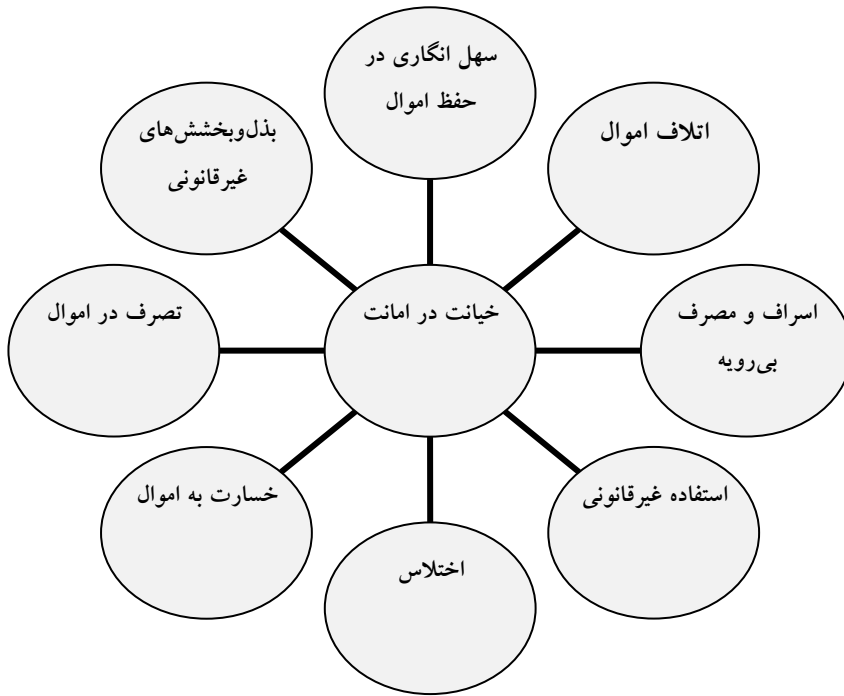 سهل انگاری در
حفظ اموال
اتلاف اموال
اسراف و مصرف
بی‌رویه
استفاده غیرقانونی
اختلاس
خسارت به اموال
تصرف در اموال
بذل‌وبخشش‌های
غیرقانونی
خیانت در امانت